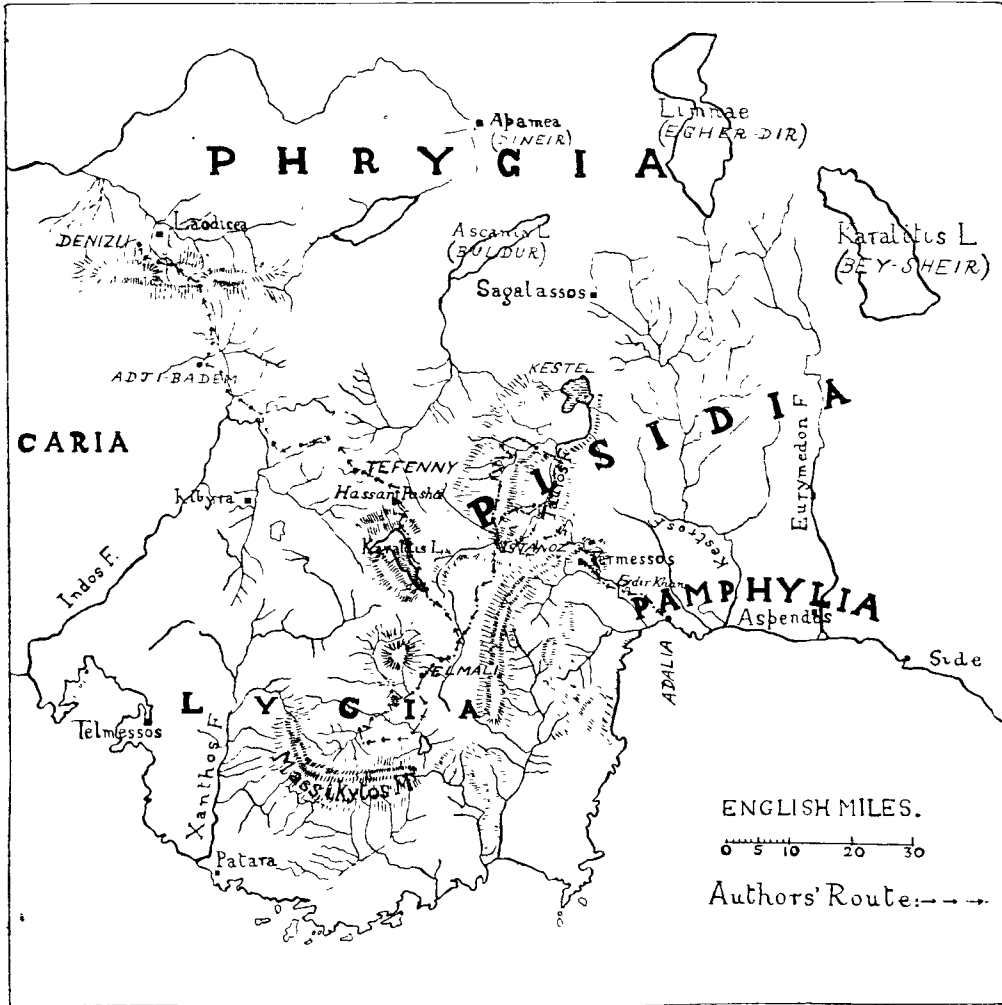 Apamea
(DINEIR)
Limnae
(EGHER-DIR)
PHRYGIA
Laodicea
DENIZLI
Ascania L
(BULDUR)
Karalitis L
(BEY-SHEIR)
Sagalassos
ADJI-BADEM
KESTEL
CARIA
PISIDIA
TEFENNY
Hassan Pasha
Kibyra
Tauros F.
Eurymedon F
Karalitis L.
ISTANOZ
Termessos
Kestros F.
Indos F.
Evdir Khan
PAMPHYLIA
Aspendos
ADALIA
Side
ELMALI
LYCIA
Telmessos
Xanthos F
Massikytos M
Patara
ENGLISH MILES.
0 5 10 20 30
Authors' Route: